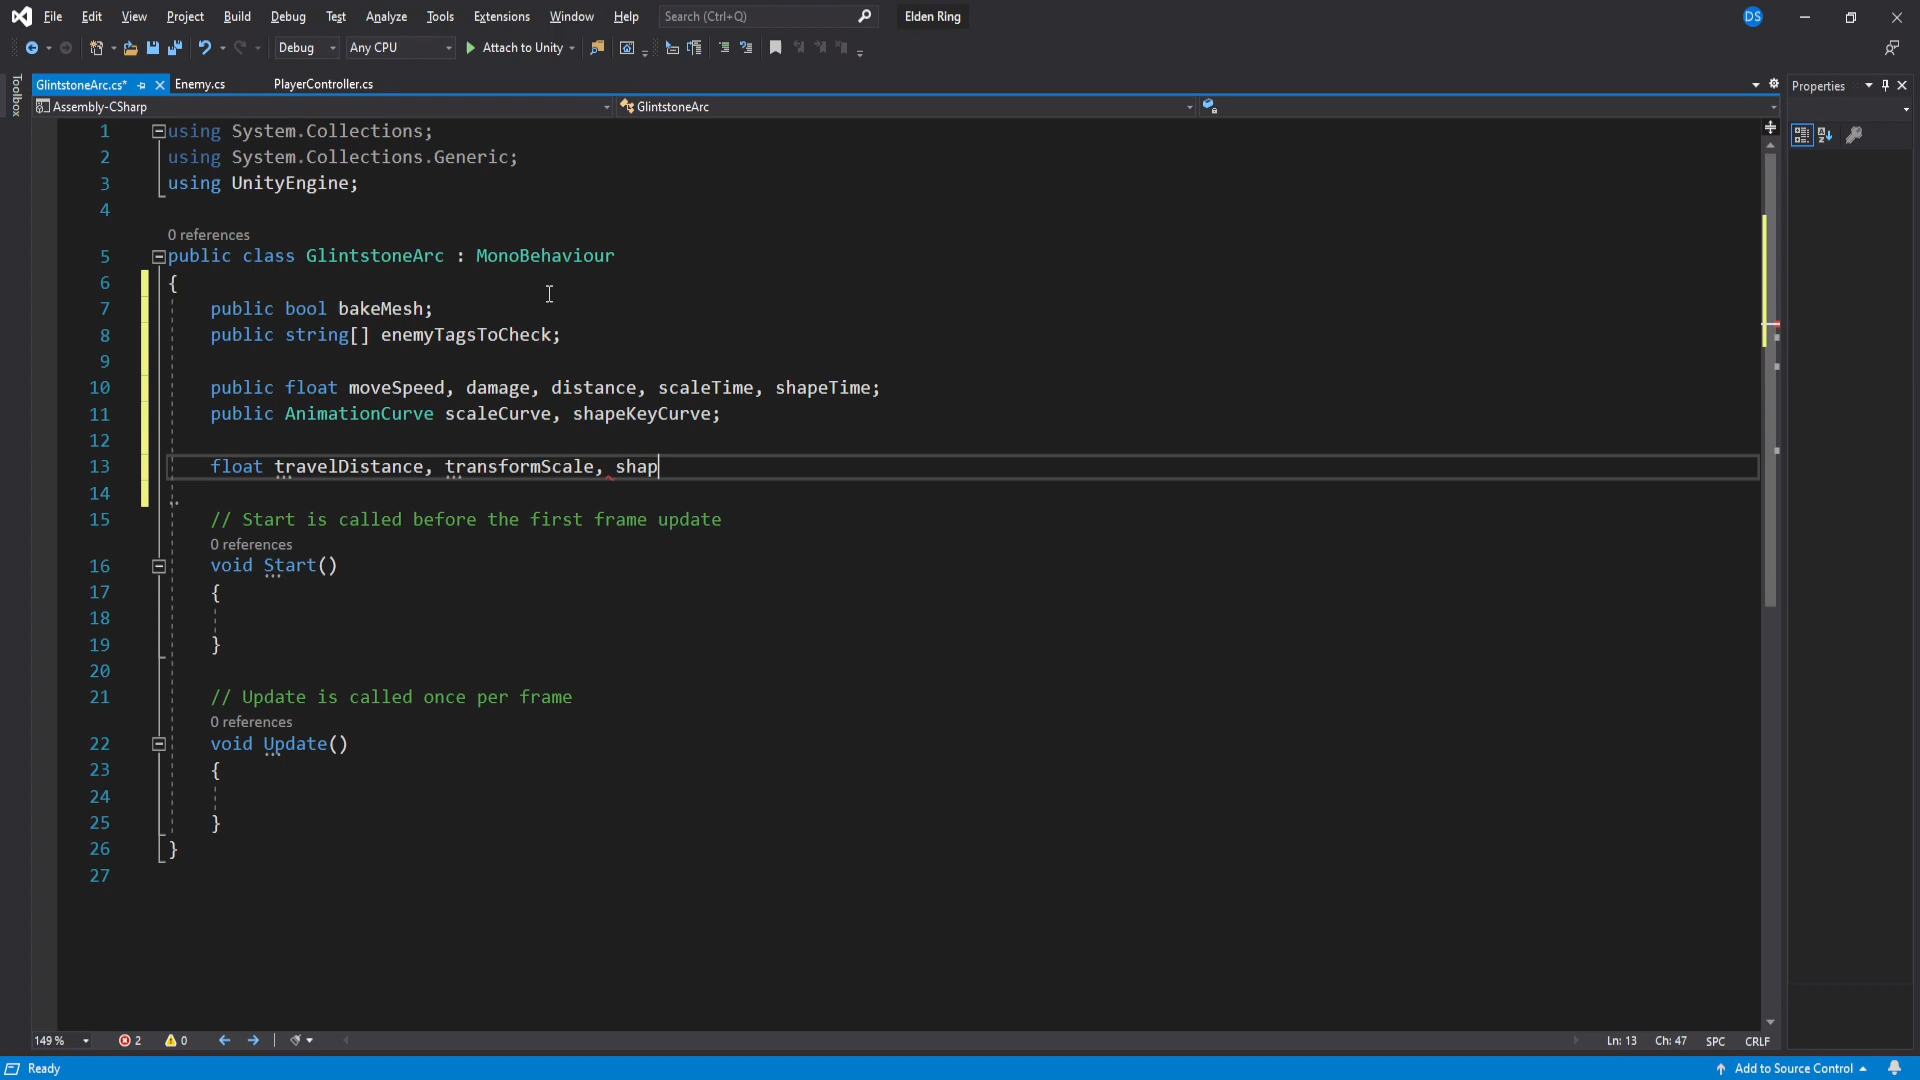 File Edit View Project Build Debug Test Analyze Tools Extensions Window Help Search (Ctrl+Q) Elden Ring DS
Debug Any CPU Attach to Unity
Toolbox
GlintstoneArc.cs* Enemy.cs PlayerController.cs
Properties
Assembly-CSharp GlintstoneArc
1 using System.Collections;
2 using System.Collections.Generic;
3 using UnityEngine;
4
0 references
5 public class GlintstoneArc : MonoBehaviour
6 {
7 public bool bakeMesh;
8 public string[] enemyTagsToCheck;
9
10 public float moveSpeed, damage, distance, scaleTime, shapeTime;
11 public AnimationCurve scaleCurve, shapeKeyCurve;
12
13 float travelDistance, transformScale, shap
14
15 // Start is called before the first frame update
0 references
16 void Start()
17 {
18
19 }
20
21 // Update is called once per frame
0 references
22 void Update()
23 {
24
25 }
26 }
27
149 % 2 0 Ln: 13 Ch: 47 SPC CRLF
Ready Add to Source Control